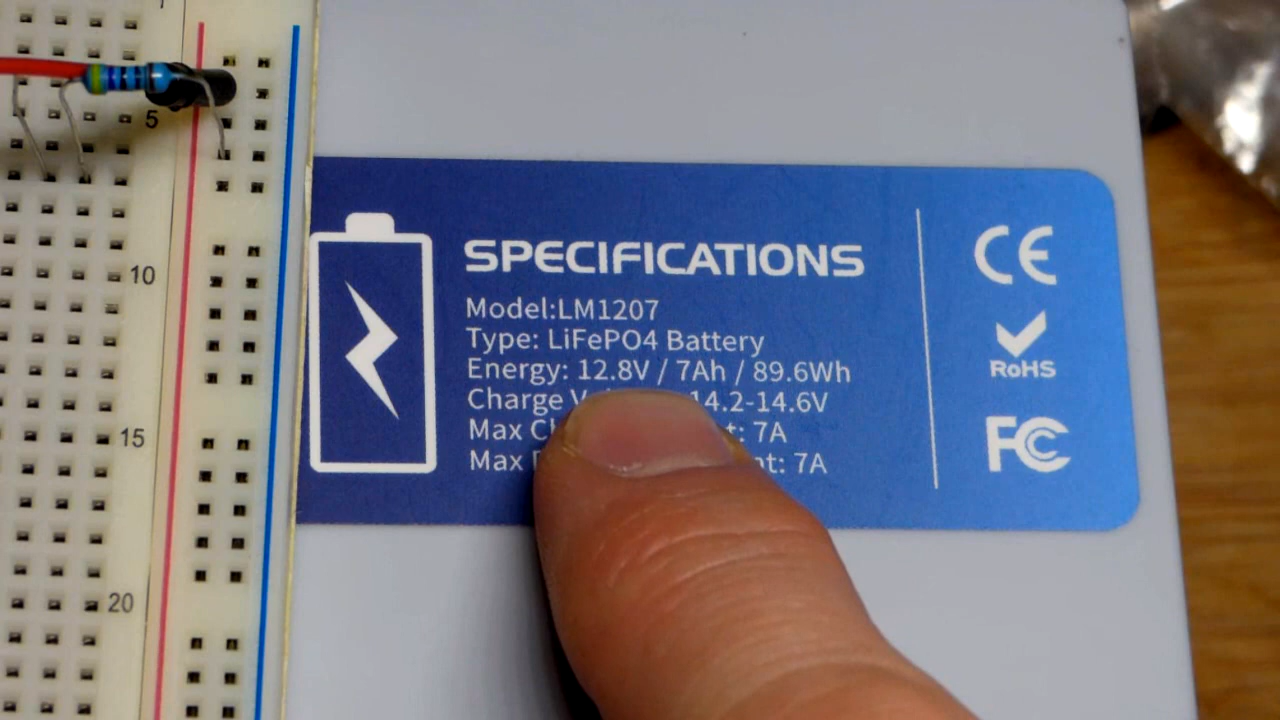 5
10
15
20
SPECIFICATIONS
Model:LM1207
Type: LiFePO4 Battery
Energy: 12.8V / 7Ah / 89.6Wh
Charge 14.2-14.6V
Max : 7A
Max : 7A
CE
RoHS
FC